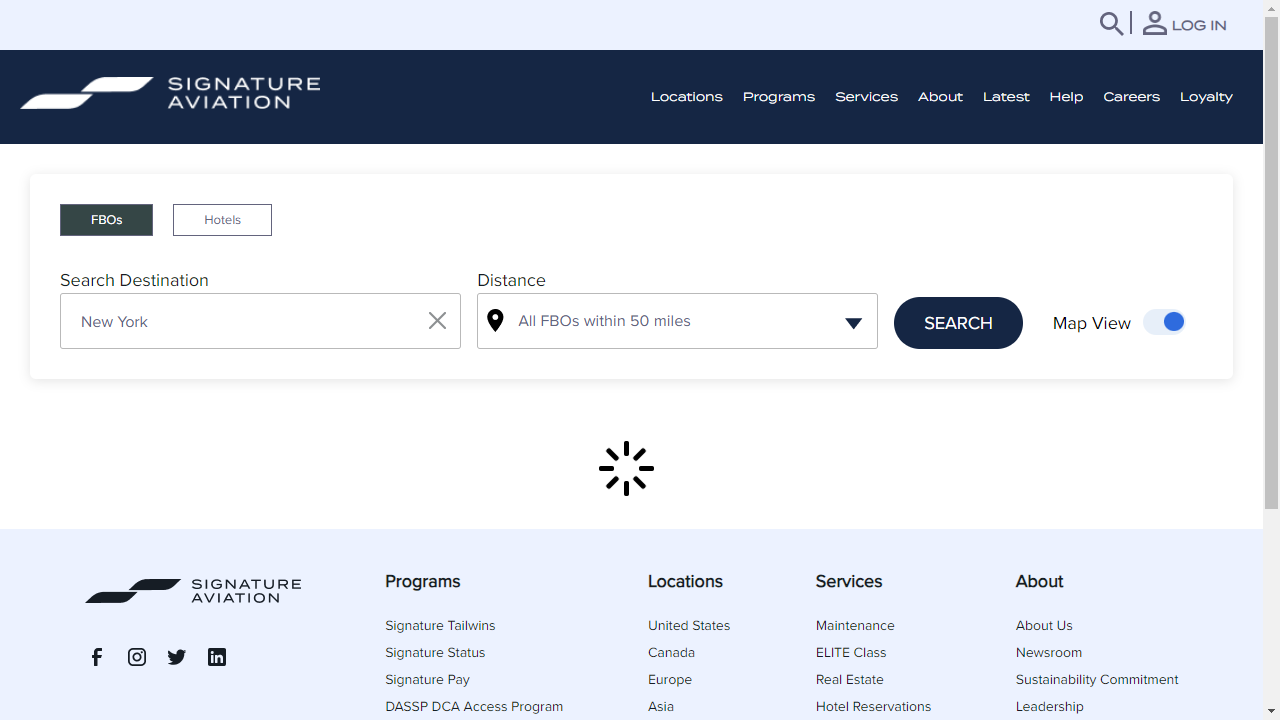 LOG IN
SIGNATURE AVIATION
Locations Programs Services About Latest Help Careers Loyalty
FBOs Hotels
Search Destination Distance
New York All FBOs within 50 miles SEARCH Map View
SIGNATURE AVIATION
Programs Locations Services About
Signature Tailwins United States Maintenance About Us
Signature Status Canada ELITE Class Newsroom
Signature Pay Europe Real Estate Sustainability Commitment
DASSP DCA Access Program Asia Hotel Reservations Leadership